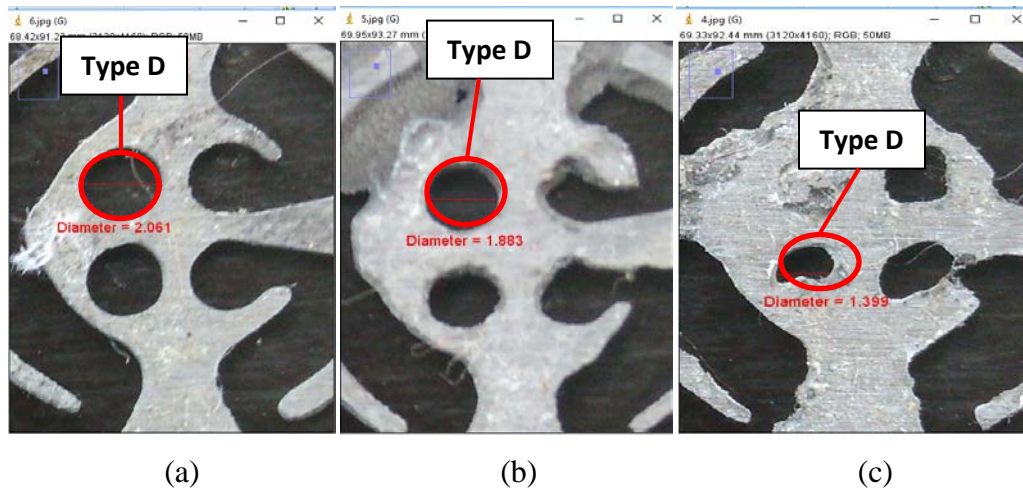 6.jpg (G)
Type D
Diameter = 2.061
(a)
5.jpg (G)
69.95x93.27 mm
Type D
Diameter = 1.883
(b)
4.jpg (G)
69.33x92.44 mm (3120x4160); RGB; 50MB
Type D
Diameter = 1.399
(c)